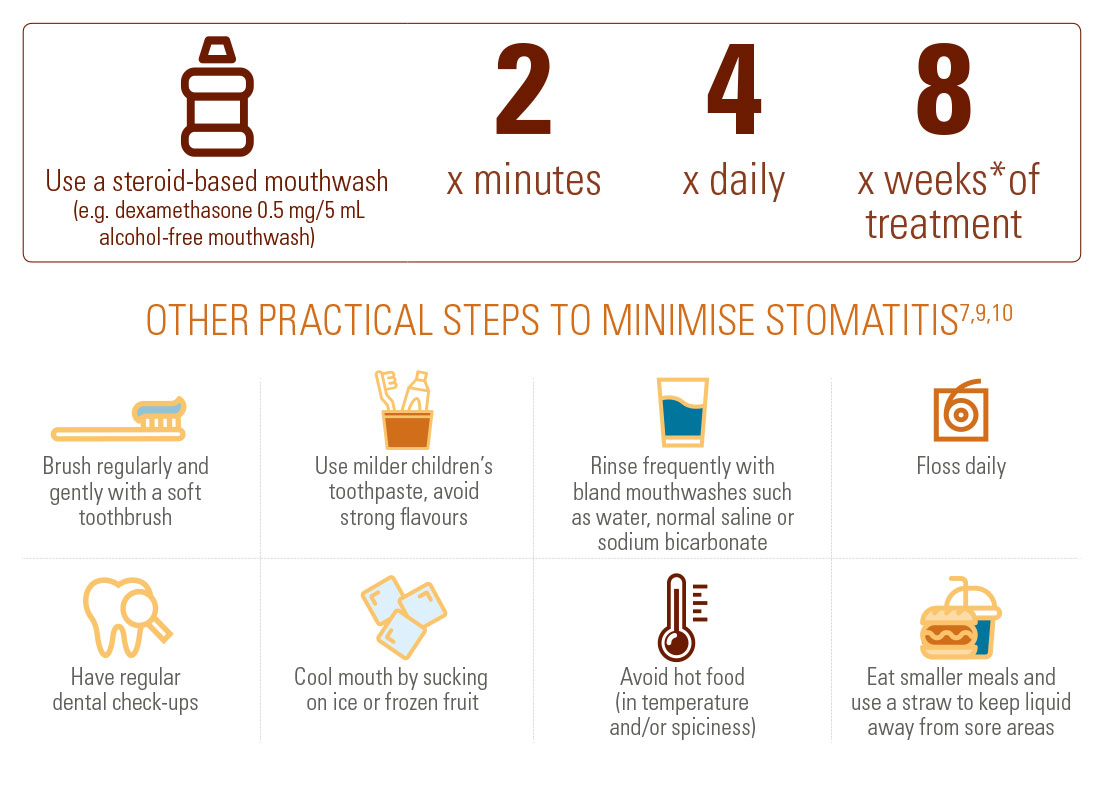 Use a steroid-based mouthwash
(e.g. dexamethasone 0.5 mg/5 mL
alcohol-free mouthwash)
2
x minutes
4
x daily
8
x weeks* of
treatment
OTHER PRACTICAL STEPS TO MINIMISE STOMATITIS7,9,10
Brush regularly and
gently with a soft
toothbrush
Use milder children's
toothpaste, avoid
strong flavours
Rinse frequently with
bland mouthwashes such
as water, normal saline or
sodium bicarbonate
Floss daily
Have regular
dental check-ups
Cool mouth by sucking
on ice or frozen fruit
Avoid hot food
(in temperature
and/or spiciness)
Eat smaller meals and
use a straw to keep liquid
away from sore areas